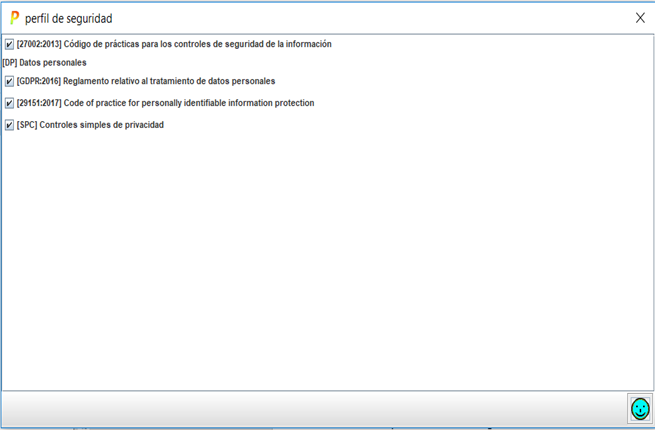 perfil de seguridad
[27002:2013] Código de prácticas para los controles de seguridad de la información
[DP] Datos personales
[GDPR:2016] Reglamento relativo al tratamiento de datos personales
[29151:2017] Code of practice for personally identifiable information protection
[SPC] Controles simples de privacidad